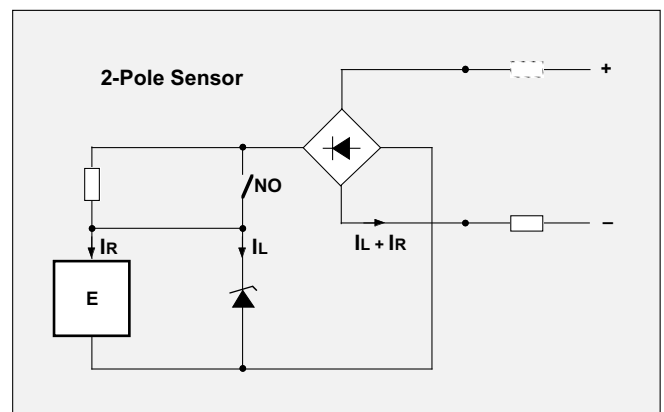 2-Pole Sensor
+
NO
IR
IL
IL + IR
–
E